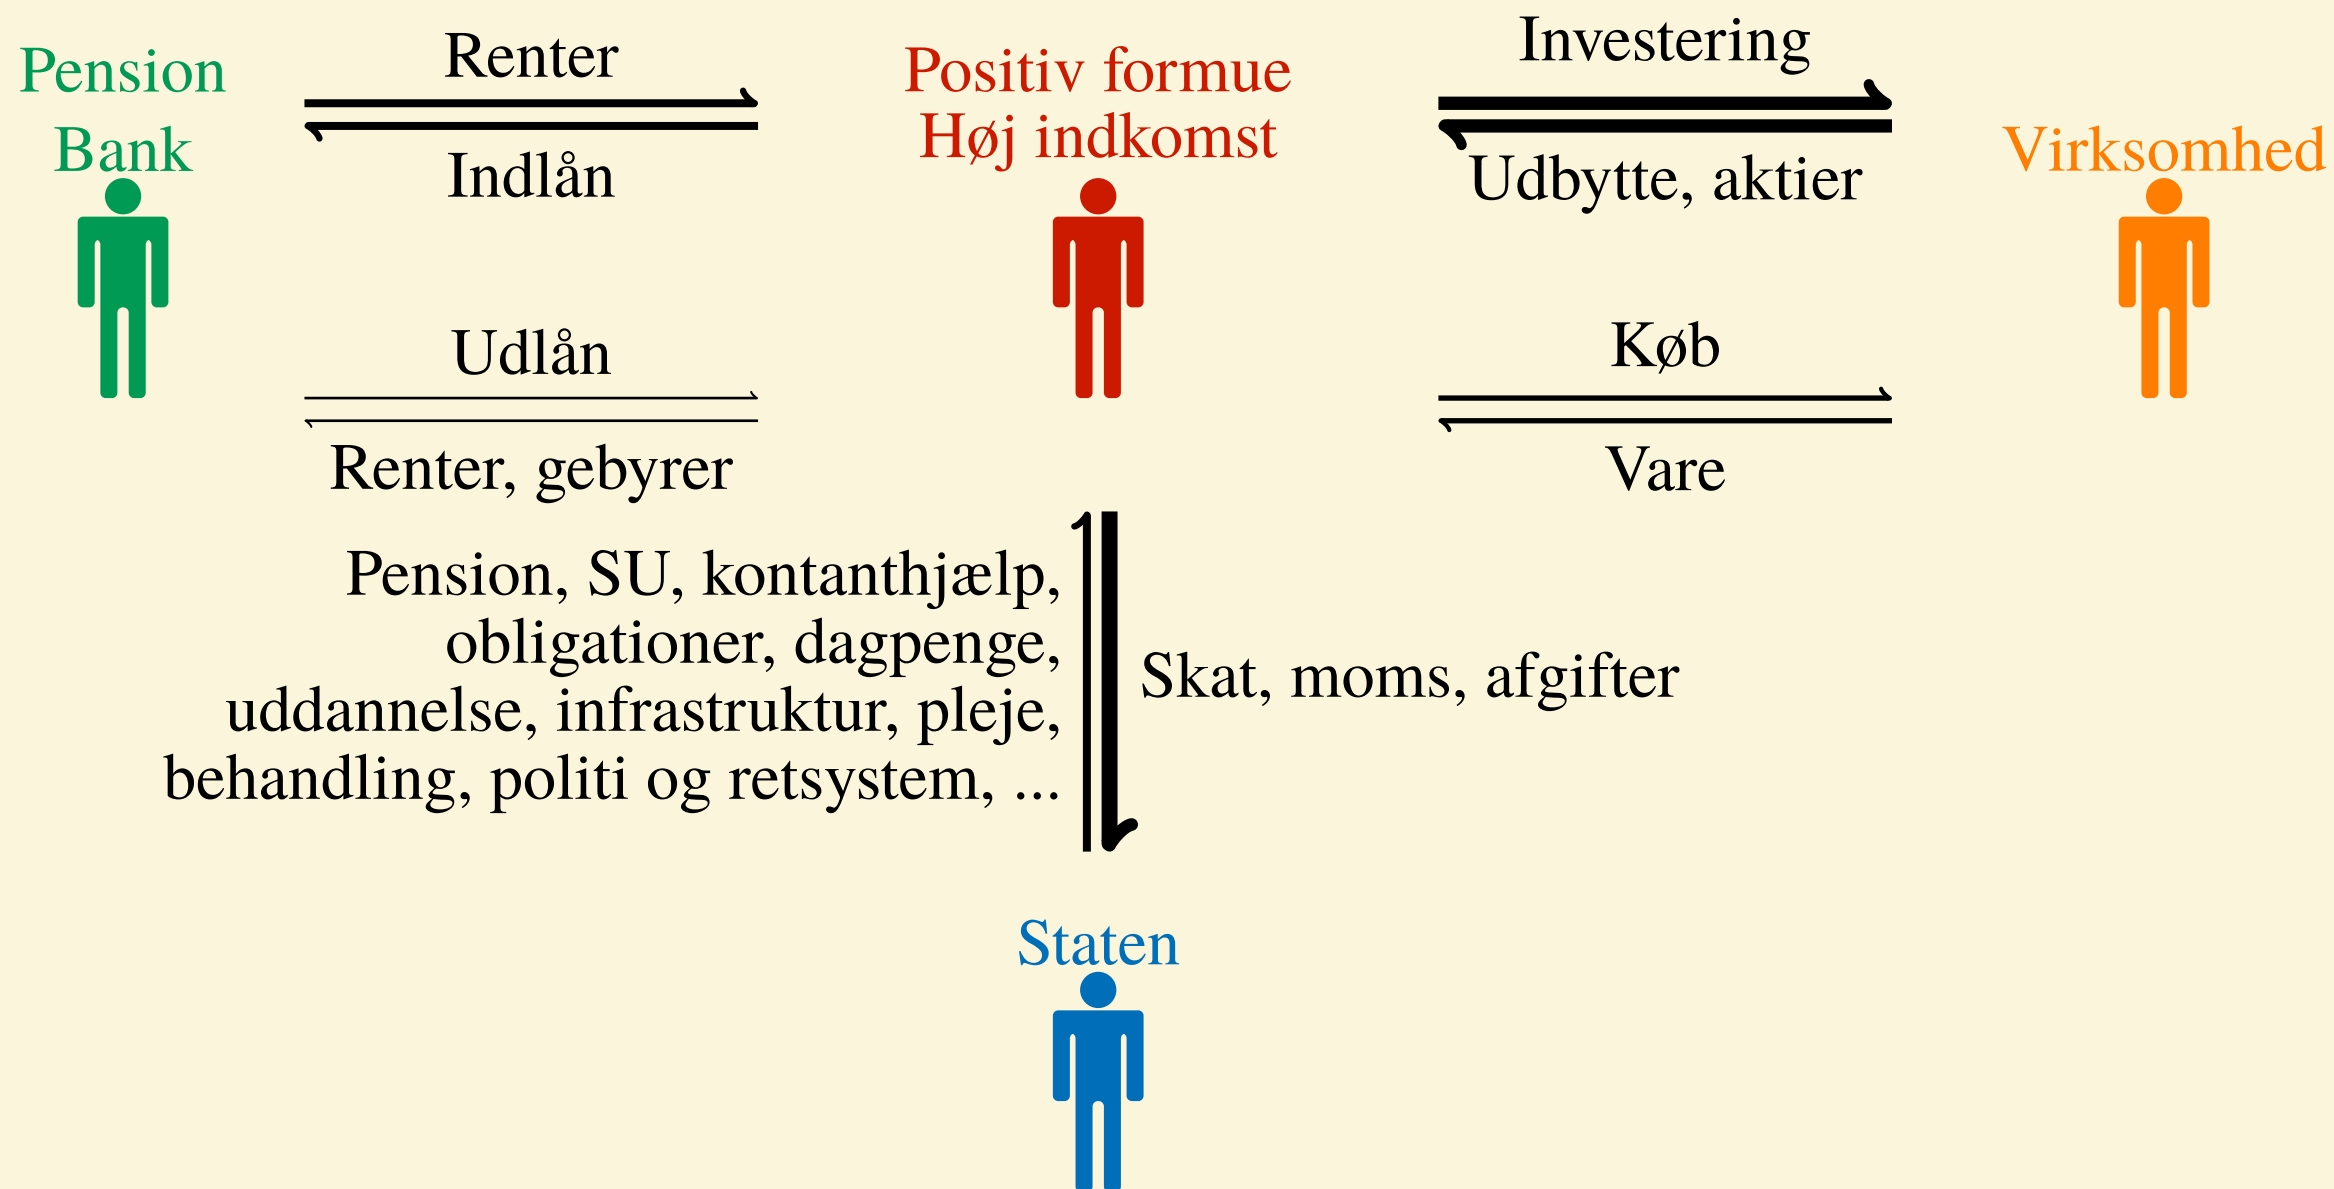 Pension
Bank
Renter
Indlån
Positiv formue
Høj indkomst
Investering
Udbytte, aktier
Virksomhed
Udlån
Renter, gebyrer
Køb
Vare
Pension, SU, kontanthjælp,
obligationer, dagpenge,
uddannelse, infrastruktur, pleje,
behandling, politi og retsystem, ...
Skat, moms, afgifter
Staten